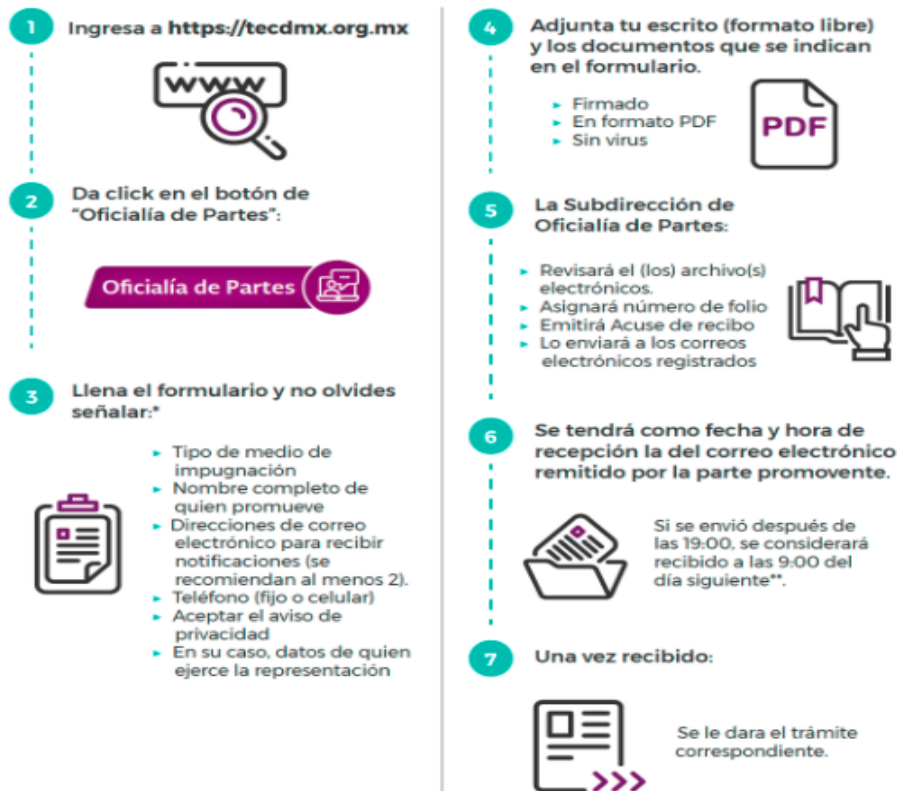 1
Ingresa a https://tecdmx.org.mx
www
2
Da click en el botón de
“Oficialía de Partes”:
Oficialía de Partes
3
Llena el formulario y no olvides
señalar:*
► Tipo de medio de
impugnación
► Nombre completo de
quien promueve
► Direcciones de correo
electrónico para recibir
notificaciones (se
recomiendan al menos 2).
► Teléfono (fijo o celular)
► Aceptar el aviso de
privacidad
► En su caso, datos de quien
ejerce la representación
4
Adjunta tu escrito (formato libre)
y los documentos que se indican
en el formulario.
► Firmado
► En formato PDF
► Sin virus
PDF
5
La Subdirección de
Oficialía de Partes:
► Revisará el (los) archivo(s)
electrónicos.
► Asignará número de folio
► Emitirá Acuse de recibo
► Lo enviará a los correos
electrónicos registrados
6
Se tendrá como fecha y hora de
recepción la del correo electrónico
remitido por la parte promovente.
Si se envió después de
las 19:00, se considerará
recibido a las 9:00 del
día siguiente**.
7
Una vez recibido:
Se le dara el trámite
correspondiente.